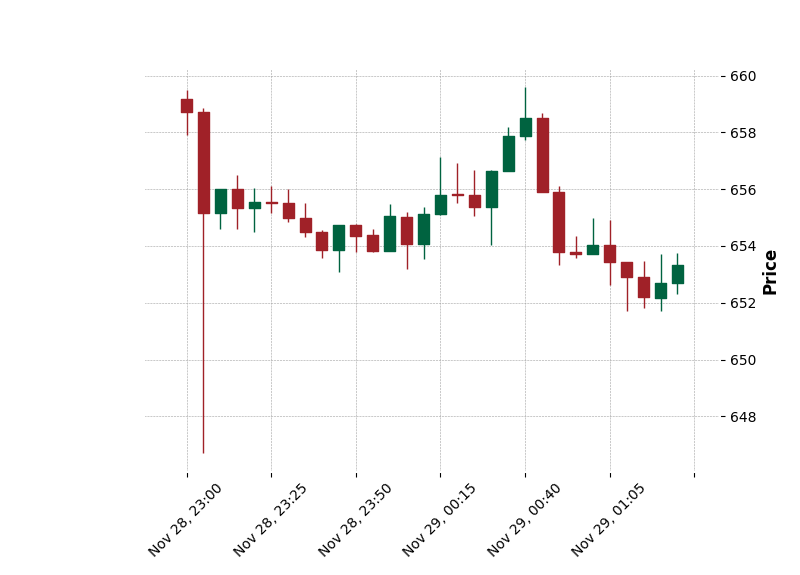 660
658
656
654
652
650
648
Price
Nov 28, 23:00
Nov 28, 23:25
Nov 28, 23:50
Nov 29, 00:15
Nov 29, 00:40
Nov 29, 01:05